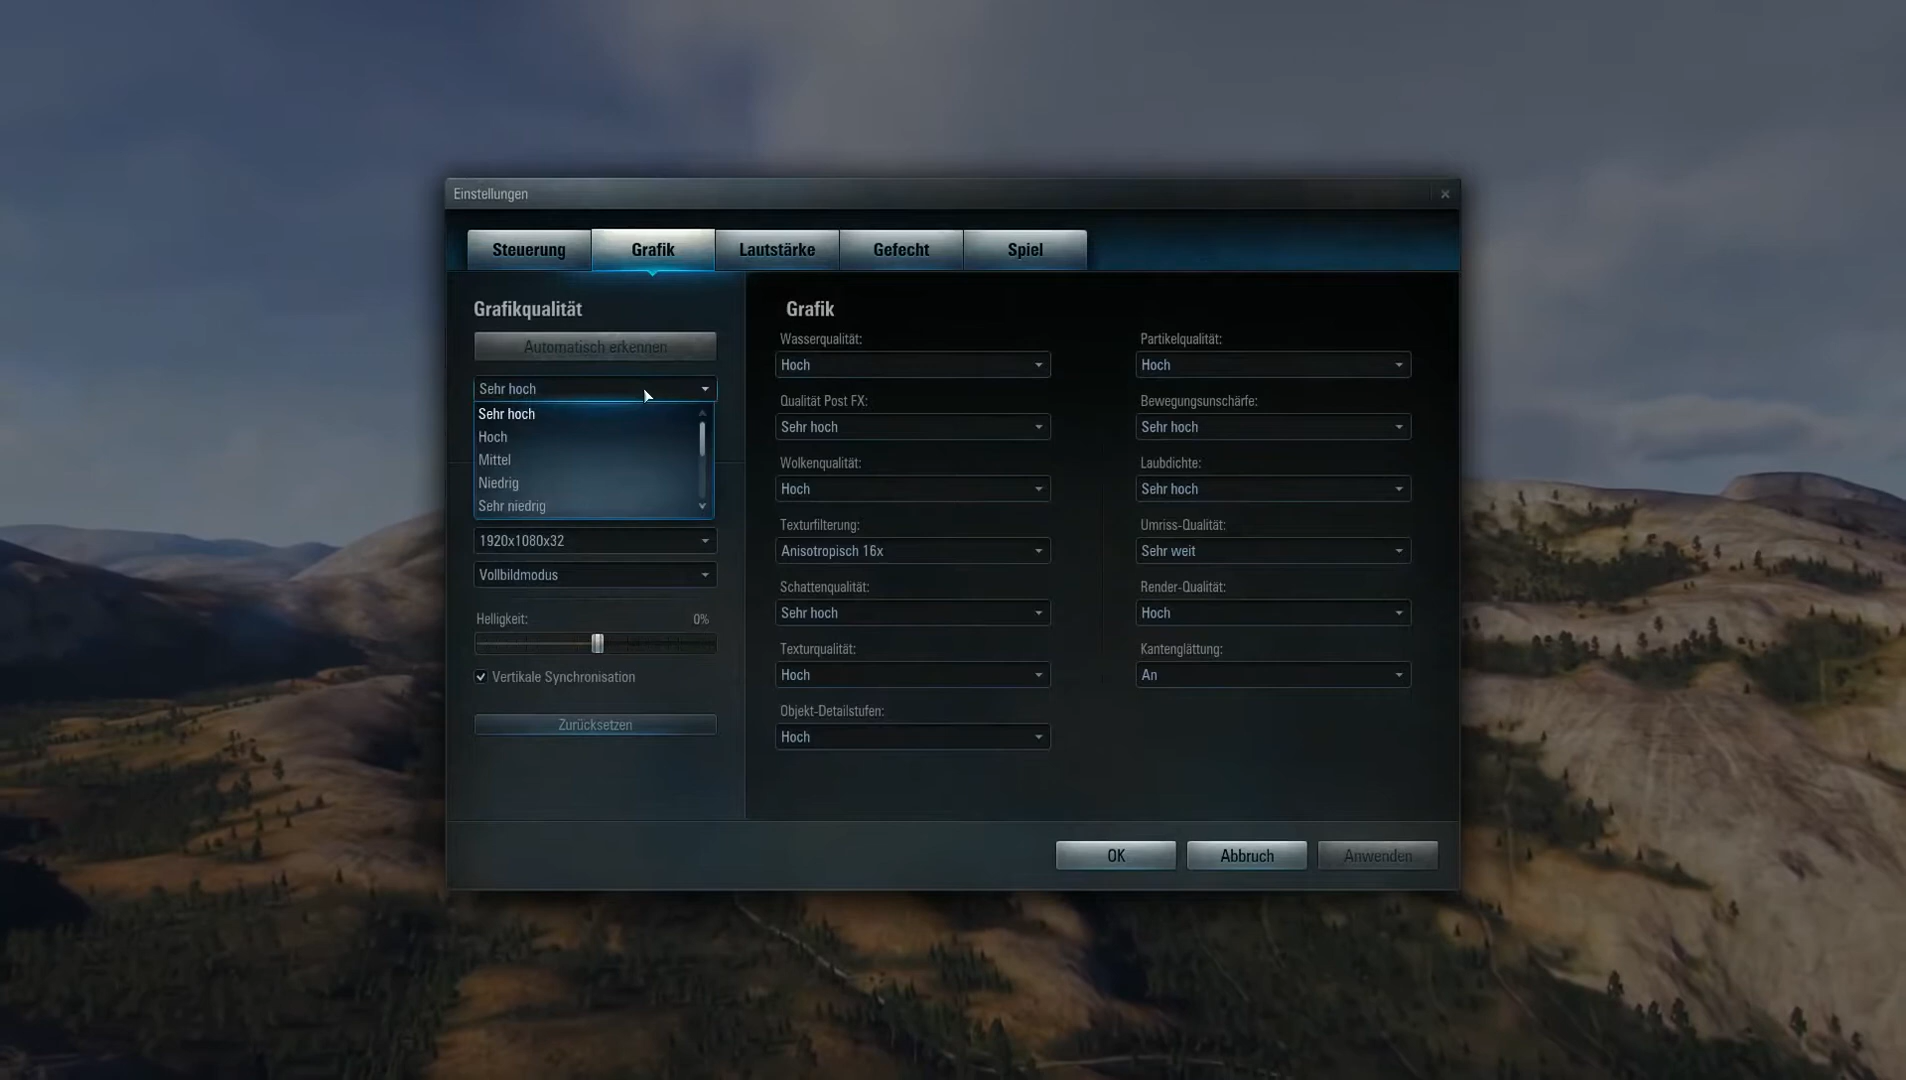 Einstellungen
Steuerung
Grafik
Lautstärke
Gefecht
Spiel
Grafikqualität
Automatisch erkennen
Sehr hoch
Sehr hoch
Hoch
Mittel
Niedrig
Sehr niedrig
1920x1080x32
Vollbildmodus
Helligkeit: 0%
Vertikale Synchronisation
Zurücksetzen
Grafik
Wasserqualität:
Hoch
Qualität Post FX:
Sehr hoch
Wolkenqualität:
Hoch
Texturfilterung:
Anisotropisch 16x
Schattenqualität:
Sehr hoch
Texturqualität:
Hoch
Objekt-Detailstufen:
Hoch
Partikelqualität:
Hoch
Bewegungsunschärfe:
Sehr hoch
Laubdichte:
Sehr hoch
Umriss-Qualität:
Sehr weit
Render-Qualität:
Hoch
Kantenglättung:
An
OK
Abbruch
Anwenden